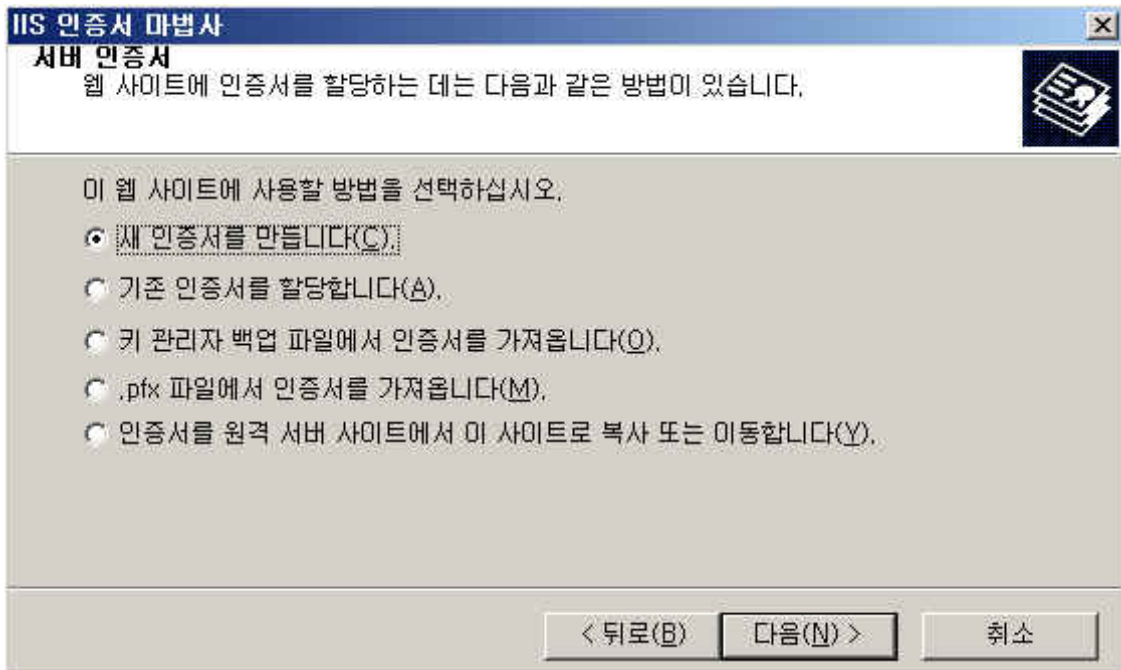 IIS 인증서 마법사
서버 인증서
웹 사이트에 인증서를 할당하는 데는 다음과 같은 방법이 있습니다.
이 웹 사이트에 사용할 방법을 선택하십시오.
새 인증서를 만듭니다(C).
기존 인증서를 할당합니다(A).
키 관리자 백업 파일에서 인증서를 가져옵니다(O).
.pfx 파일에서 인증서를 가져옵니다(M).
인증서를 원격 서버 사이트에서 이 사이트로 복사 또는 이동합니다(Y).
< 뒤로(B) 다음(N) > 취소